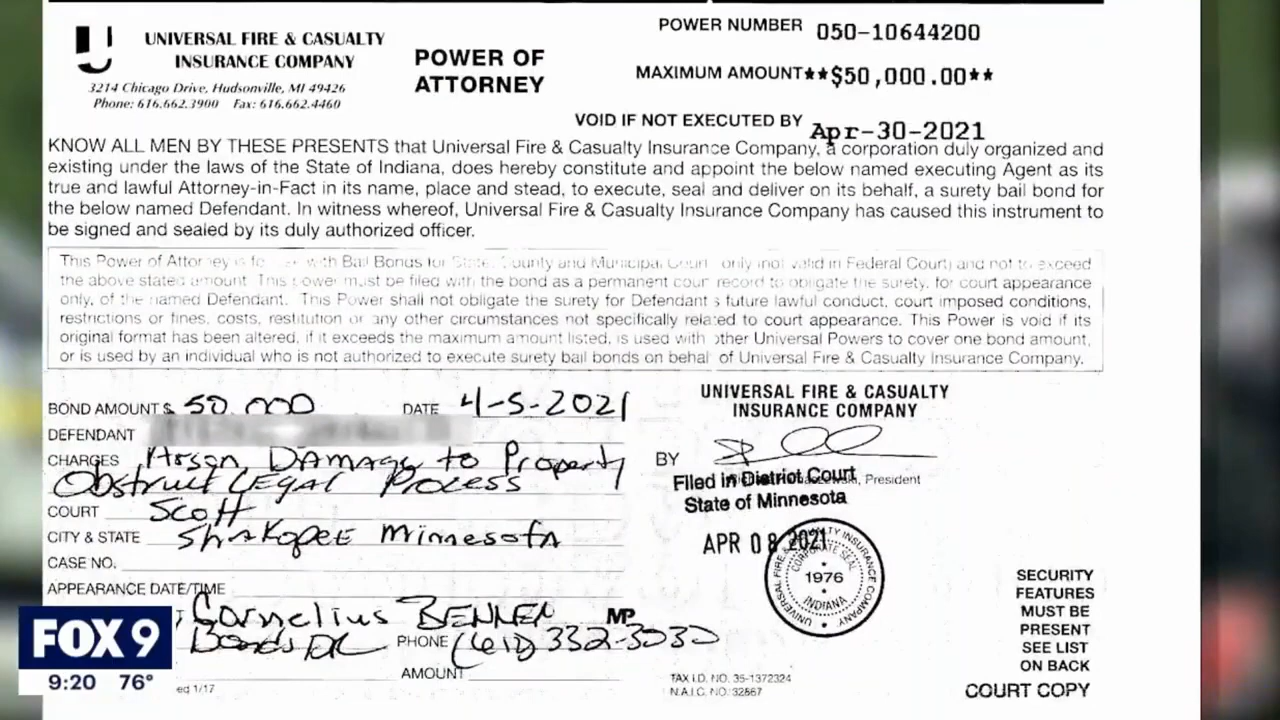 UNIVERSAL FIRE & CASUALTY
INSURANCE COMPANY
3214 Chicago Drive, Hudsonville, MI 49426
Phone: 616.662.3900 Fax: 616.662.4460
POWER OF
ATTORNEY
POWER NUMBER 050-10644200
MAXIMUM AMOUNT**$50,000.00**
VOID IF NOT EXECUTED BY Apr-30-2021
KNOW ALL MEN BY THESE PRESENTS that Universal Fire & Casualty Insurance Company, a corporation duly organized and
existing under the laws of the State of Indiana, does hereby constitute and appoint the below named executing Agent as its
true and lawful Attorney-in-Fact in its name, place and stead, to execute, seal and deliver on its behalf, a surety bail bond for
the below named Defendant. In witness whereof, Universal Fire & Casualty Insurance Company has caused this instrument to
be signed and sealed by its duly authorized officer.
This Power of Attorney is for with Bail Bonds for State, County and Municipal Court only (not valid in Federal Court) and not to exceed
the above stated amount. This Power must be filed with the bond as a permanent court record to obligate the surety, for court appearance
only, of the named Defendant. This Power shall not obligate the surety for Defendant's future lawful conduct, court imposed conditions,
restrictions or fines, costs, restitution or any other circumstances not specifically related to court appearance. This Power is void if its
original format has been altered, if it exceeds the maximum amount listed, is used with other Universal Powers to cover one bond amount,
or is used by an individual who is not authorized to execute surety bail bonds on behalf of Universal Fire & Casualty Insurance Company.
BOND AMOUNT $ 50,000 DATE 4-5-2021
DEFENDANT
CHARGES Arson Damage to Property
Obstruct LEGAL Process
COURT Scott
CITY & STATE Shakopee Minnesota
CASE NO.
APPEARANCE DATE/TIME
Cornelius MP
Bonds PHONE (612) 332-3030
AMOUNT
ed 1/17
UNIVERSAL FIRE & CASUALTY
INSURANCE COMPANY
BY
President
Filed in District Court
State of Minnesota
APR 08 2021
UNIVERSAL FIRE & CASUALTY INSURANCE COMPANY
CORPORATE SEAL
1976
INDIANA
TAX I.D. NO. 35-1372324
N.A.I.C. NO. 32867
SECURITY
FEATURES
MUST BE
PRESENT
SEE LIST
ON BACK
COURT COPY
FOX 9
9:20 76°